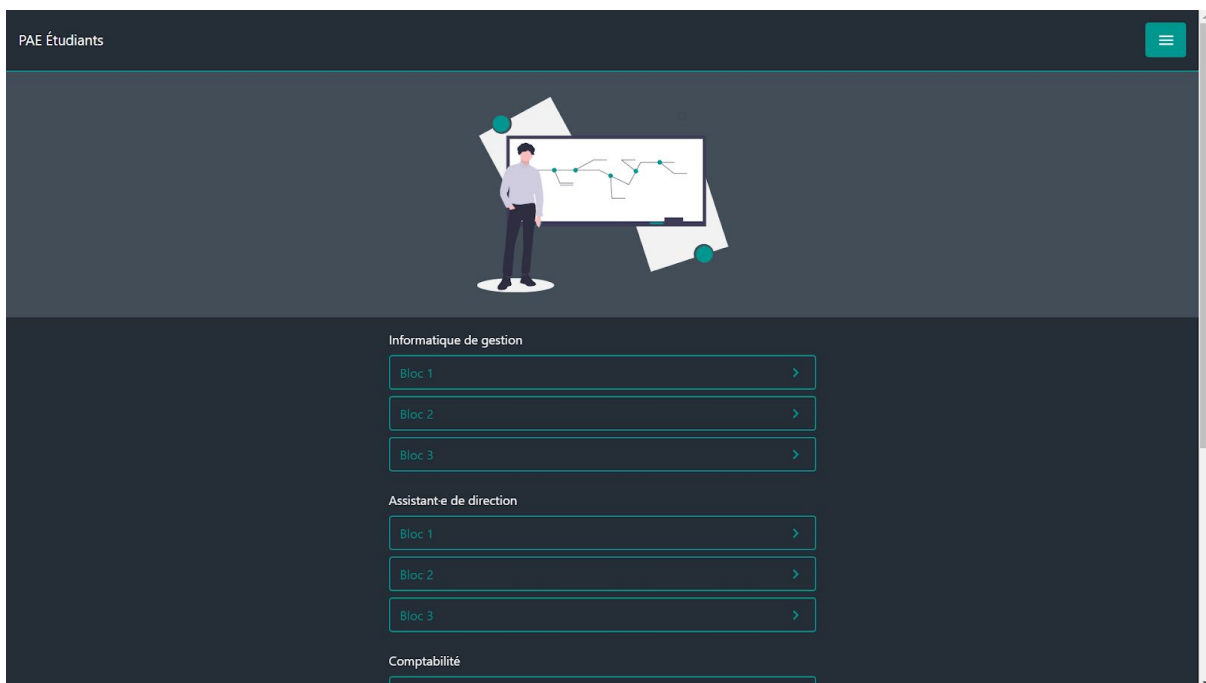 PAE Étudiants
Informatique de gestion
Bloc 1
Bloc 2
Bloc 3
Assistant·e de direction
Bloc 1
Bloc 2
Bloc 3
Comptabilité